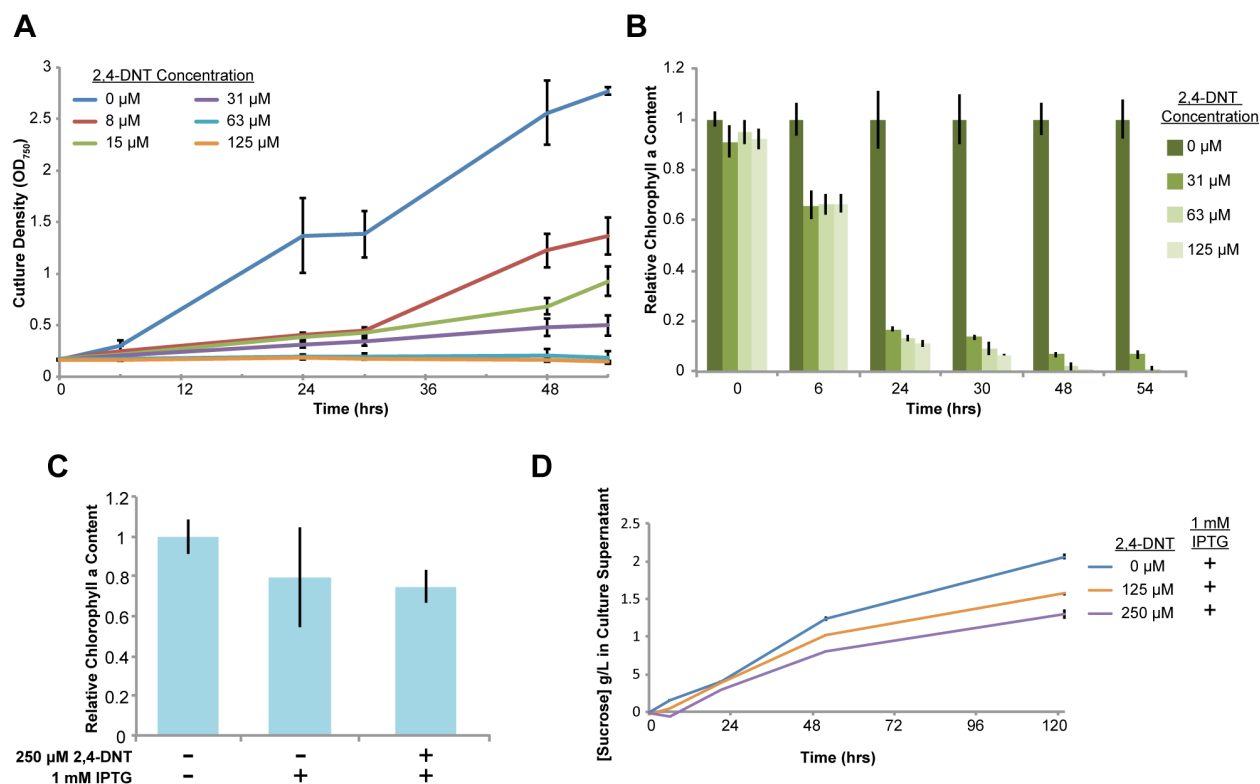 A
2,4-DNT Concentration
0 µM
31 µM
8 µM
63 µM
15 µM
125 µM
Cutlure Density (OD750)
3
2.5
2
1.5
1
0.5
0
0 12 24 36 48
Time (hrs)
B
Relative Chlorophyll a Content
1.2
1
0.8
0.6
0.4
0.2
0
0 6 24 30 48 54
Time (hrs)
2,4-DNT
Concentration
0 µM
31 µM
63 µM
125 µM
C
Relative Chlorophyll a Content
1.2
1
0.8
0.6
0.4
0.2
0
250 µM 2,4-DNT - - +
1 mM IPTG - + +
D
[Sucrose] g/L in Culture Supernatant
2.5
2
1.5
1
5
0
0 24 48 72 96 120
Time (hrs)
1 mM
2,4-DNT IPTG
0 µM +
125 µM +
250 µM +